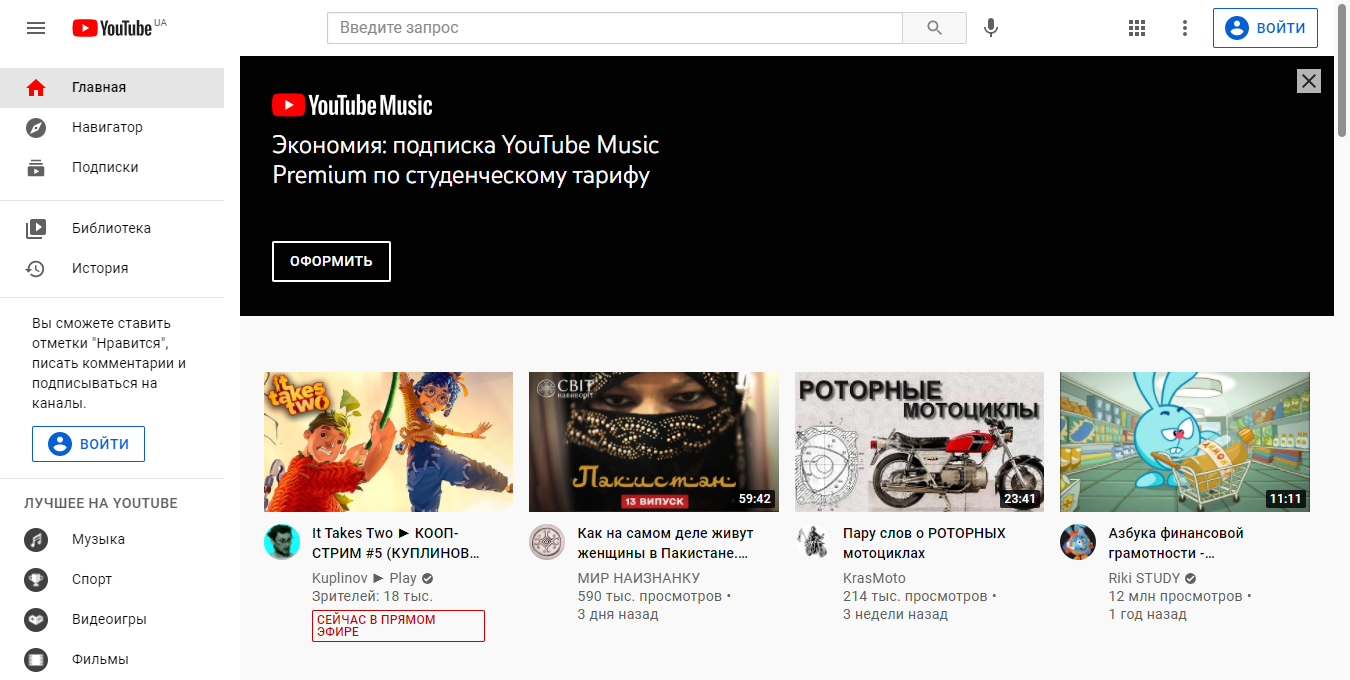 YouTube UA
Введите запрос
ВОЙТИ
Главная
Навигатор
Подписки
Библиотека
История
Вы сможете ставить
отметки "Нравится",
писать комментарии и
подписываться на
каналы.
ВОЙТИ
ЛУЧШЕЕ НА YOUTUBE
Музыка
Спорт
Видеоигры
Фильмы
YouTube Music
Экономия: подписка YouTube Music
Premium по студенческому тарифу
ОФОРМИТЬ
it
takes
two
It Takes Two ► КООП-
СТРИМ #5 (КУПЛИНОВ...
Kuplinov ► Play
Зрителей: 18 тыс.
СЕЙЧАС В ПРЯМОМ
ЭФИРЕ
СВІТ
навиворіт
Пакистан
13 ВИПУСК
59:42
Как на самом деле живут
женщины в Пакистане....
МИР НАИЗНАНКУ
590 тыс. просмотров •
3 дня назад
РОТОРНЫЕ
МОТОЦИКЛЫ
23:41
Пару слов о РОТОРНЫХ
мотоциклах
KrasMoto
214 тыс. просмотров •
3 недели назад
11:11
Азбука финансовой
грамотности -...
Riki STUDY
12 млн просмотров •
1 год назад